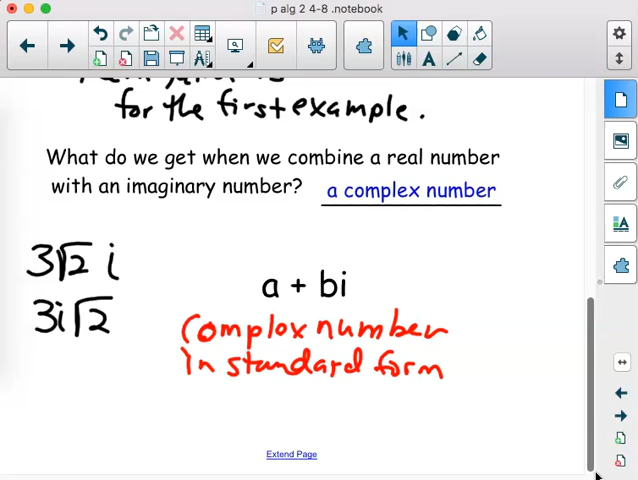 p alg 2 4-8 .notebook
for the first example.
What do we get when we combine a real number
with an imaginary number? a complex number
3√2 i
3i√2
a + bi
Complox number
In standard form
Extend Page